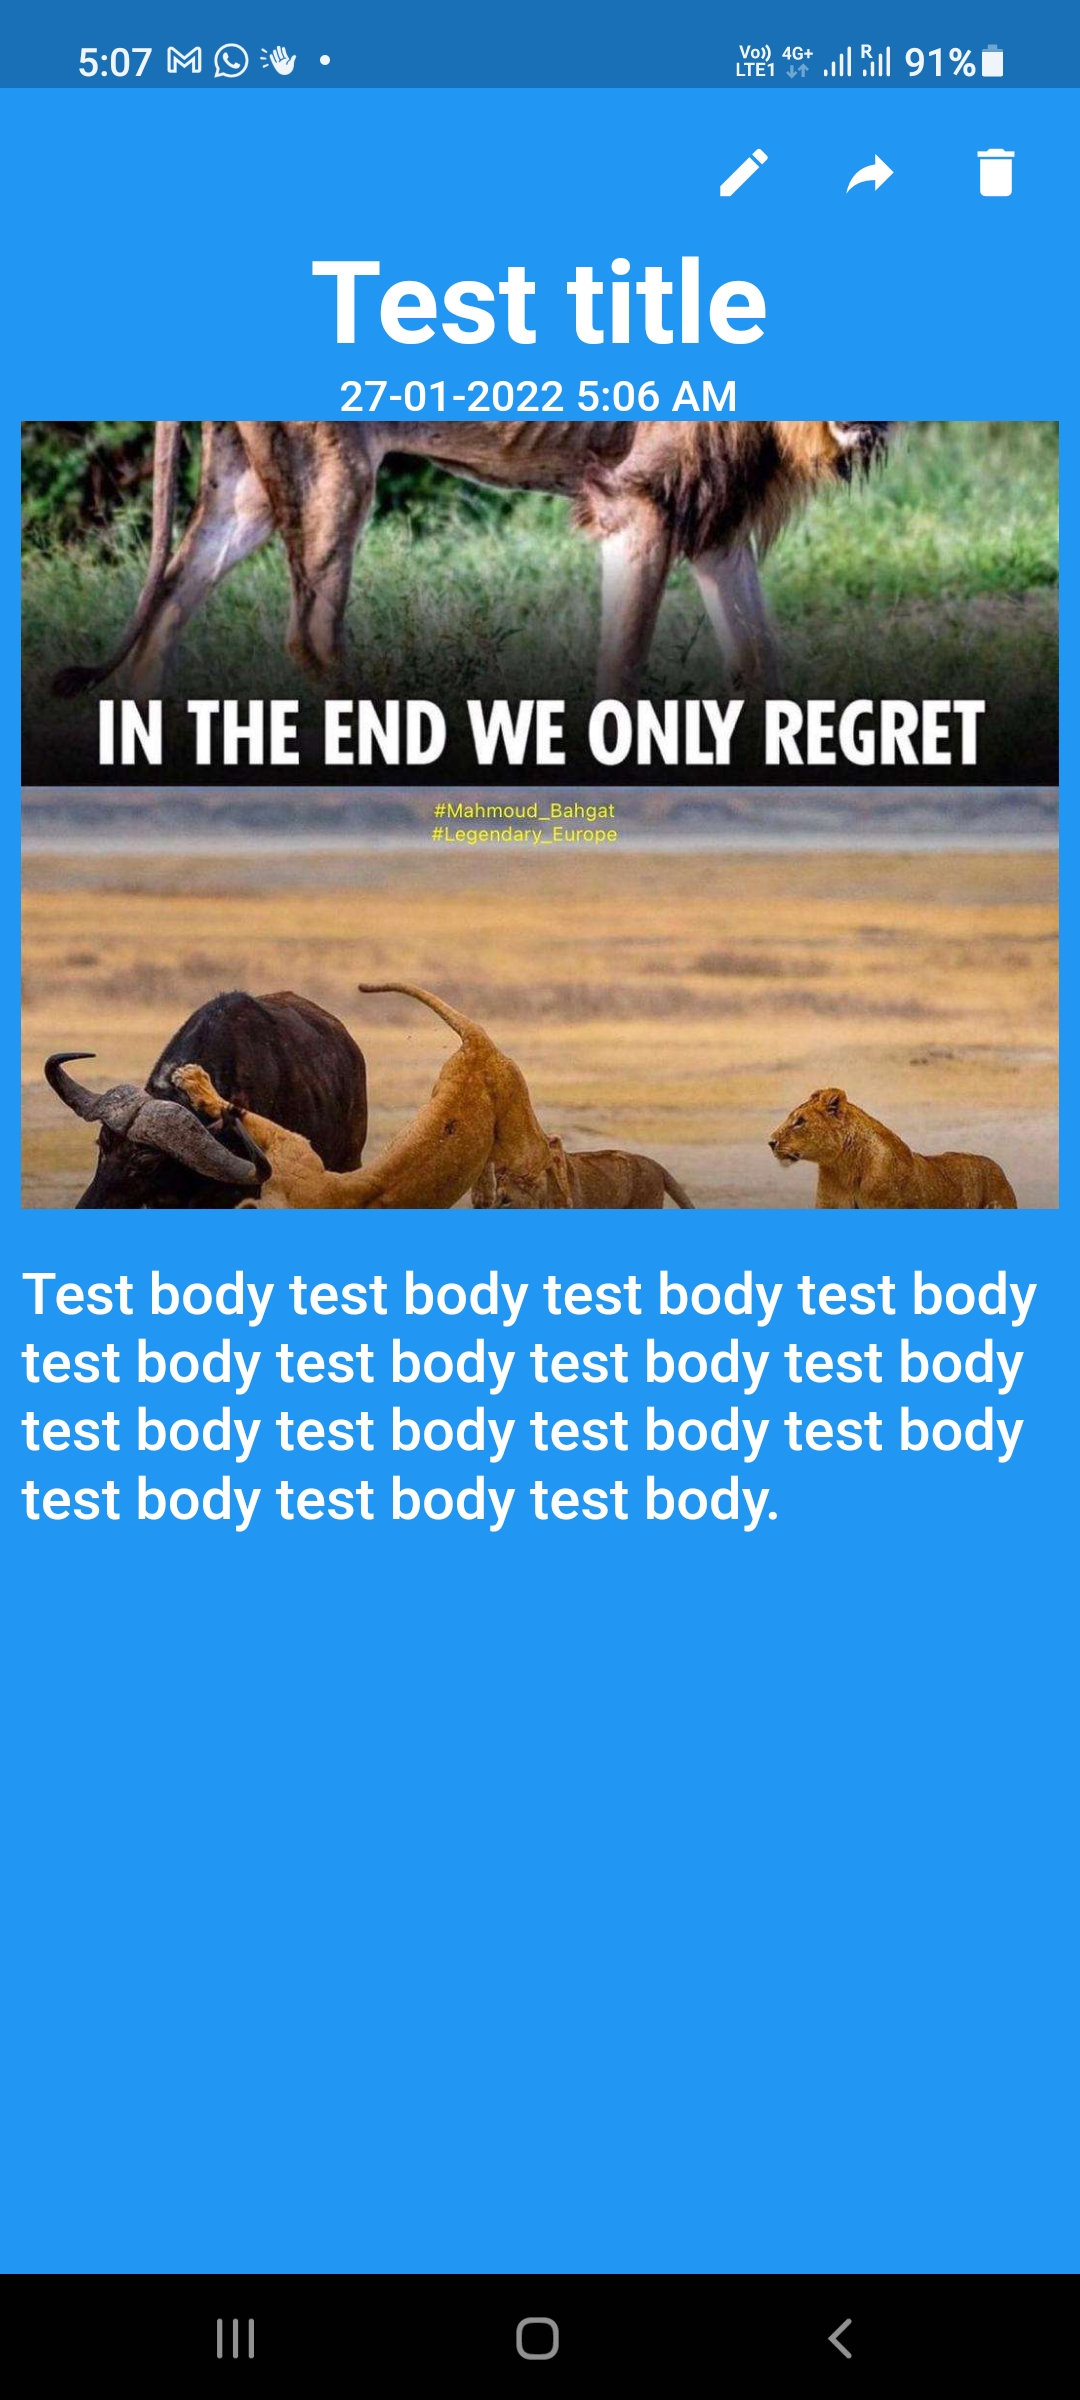 5:07
Vo)) 4G+ R 91%
LTE1
Test title
27-01-2022 5:06 AM
IN THE END WE ONLY REGRET
#Mahmoud_Bahgat
#Legendary_Europe
Test body test body test body test body
test body test body test body test body
test body test body test body test body
test body test body test body.